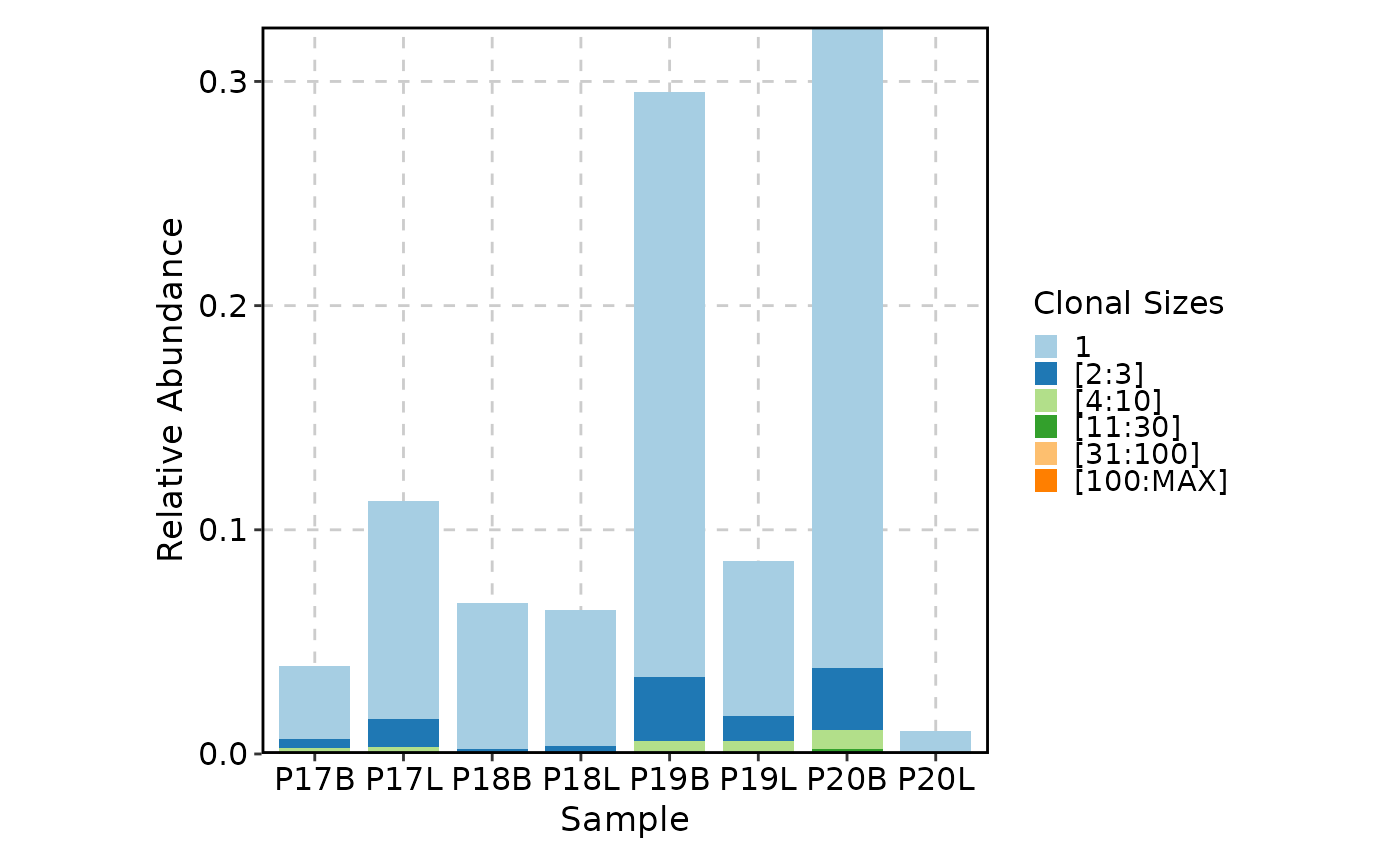 0.3
0.2
0.1
0.0
Relative Abundance
P17B P17L P18B P18L P19B P19L P20B P20L
Sample
Clonal Sizes
1
[2:3]
[4:10]
[11:30]
[31:100]
[100:MAX]